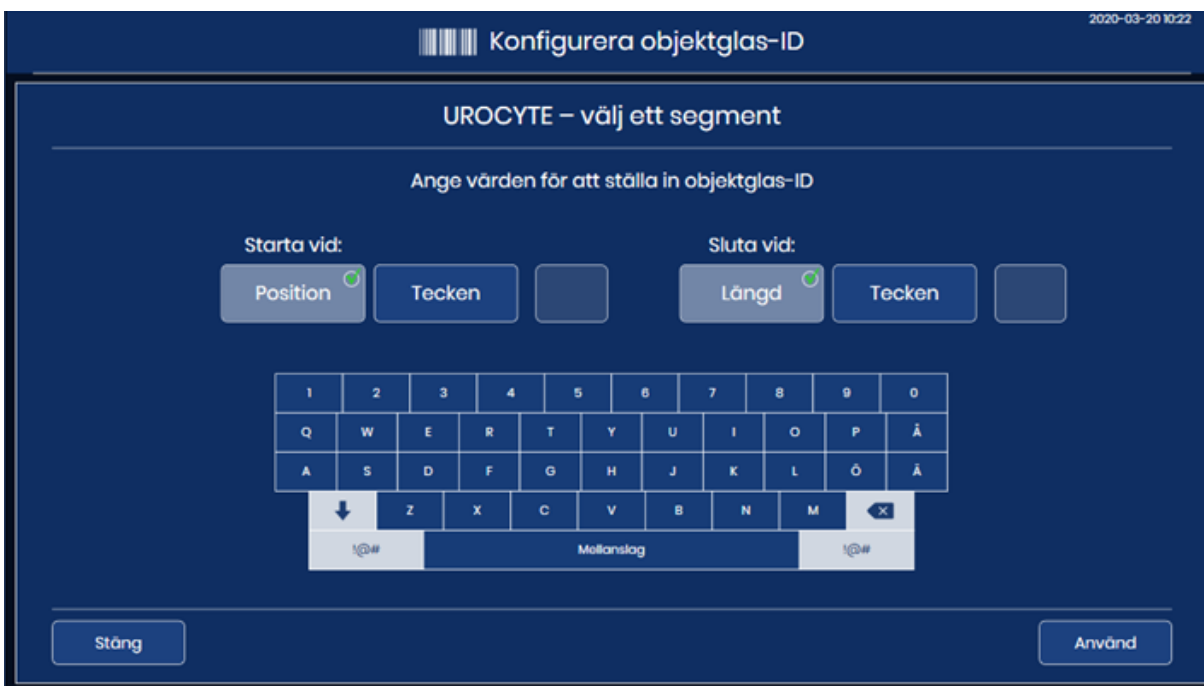 2020-03-20 10:22
Konfigurera objektglas-ID
UROCYTE – välj ett segment
Ange värden för att ställa in objektglas-ID
Starta vid: Sluta vid:
Position Tecken Längd Tecken
1 2 3 4 5 6 7 8 9 0
Q W E R T Y U I O P Å
A S D F G H J K L Ö Ä
Z X C V B N M
!@# Mellanslag !@#
Stäng Använd